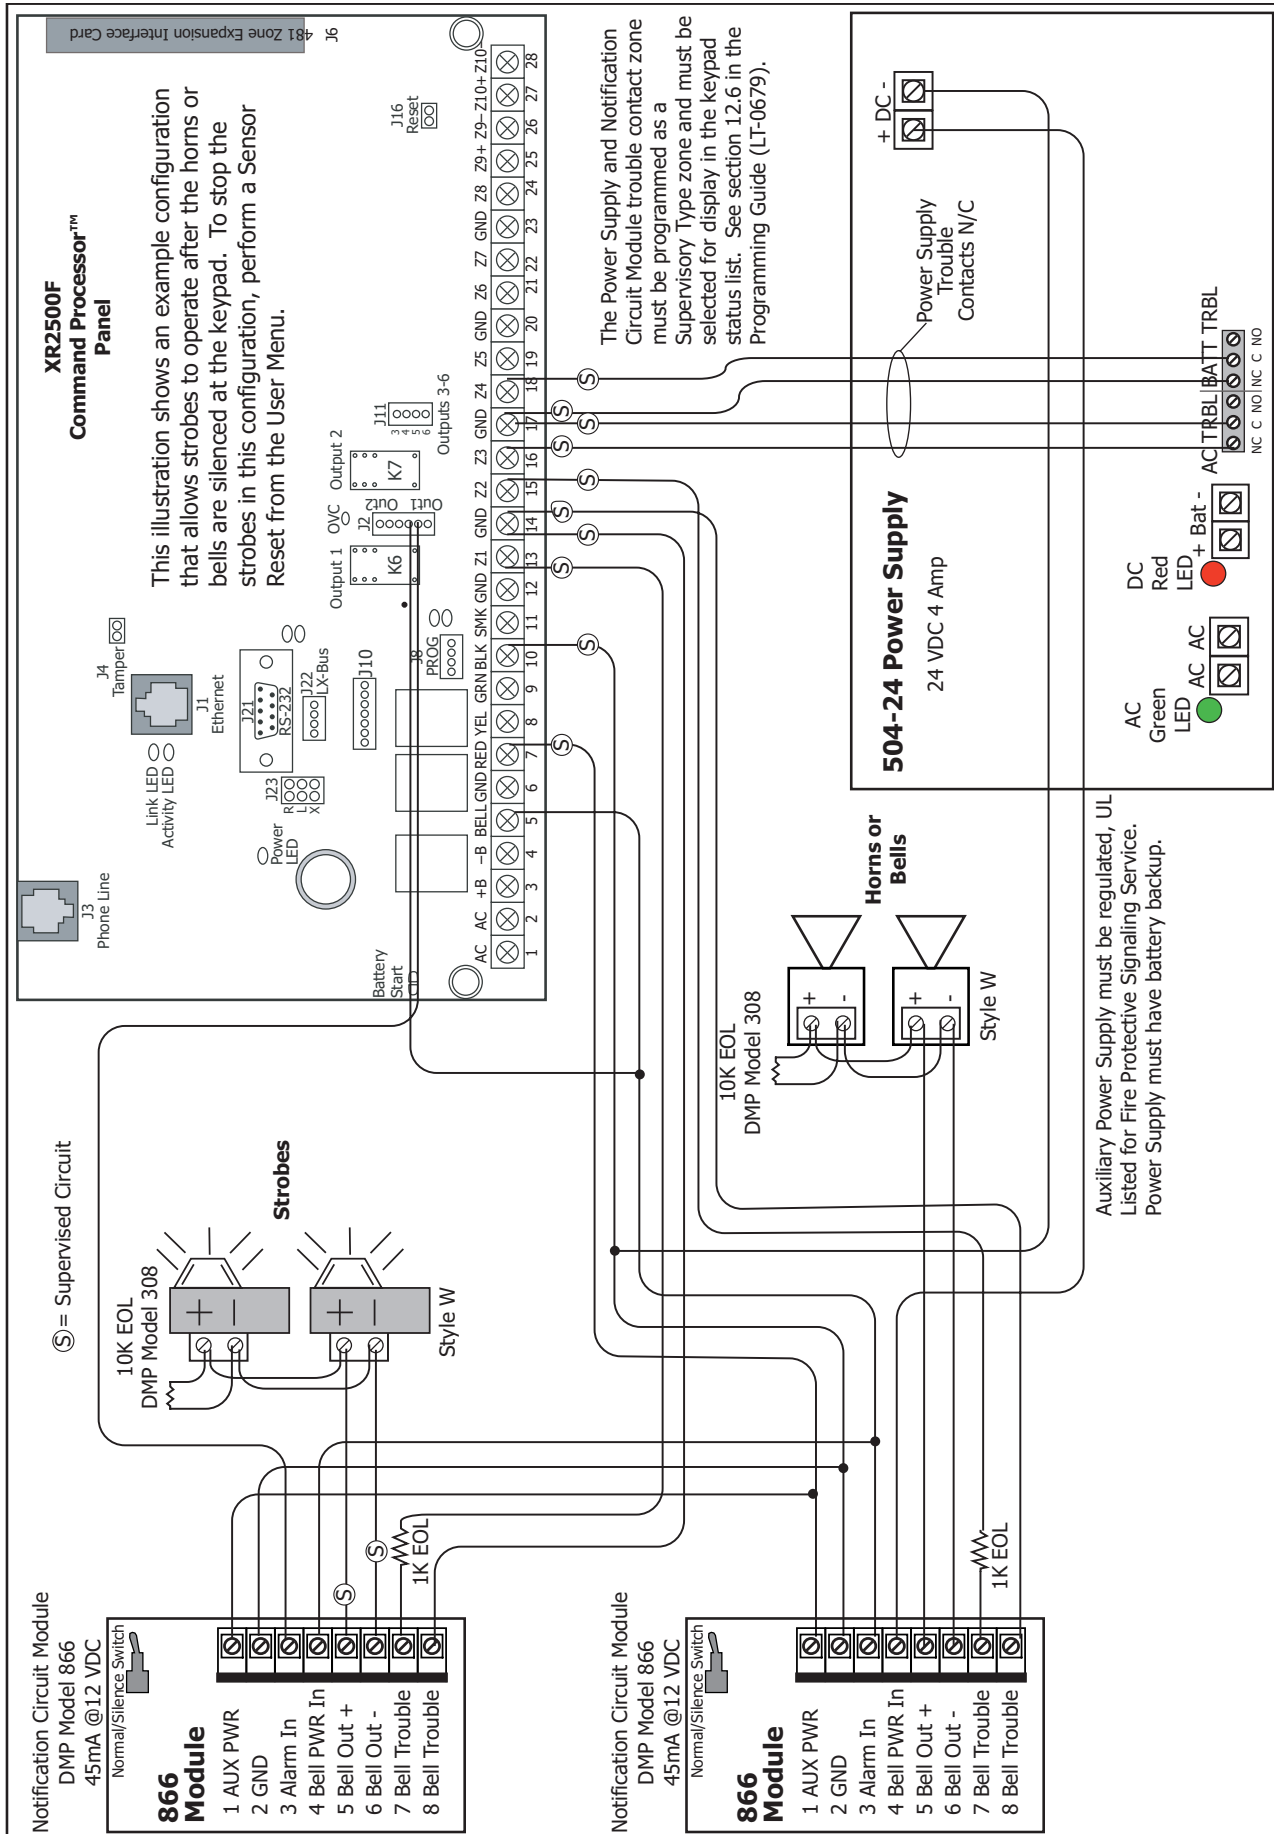 XR2500F
Command Processor™
Panel
This illustration shows an example configuration
that allows strobes to operate after the horns or
bells are silenced at the keypad. To stop the
strobes in this configuration, perform a Sensor
Reset from the User Menu.
J6
481 Zone Expansion Interface Card
J3
Phone Line
Link LED
Activity LED
J1
Ethernet
J4
Tamper
J16
Reset
Power
LED
J23
R
L
X
J21
RS-232
J22
LX-Bus
J10
J8
PROG
Output 1
K6
OVC
J2
Out2
Out1
Output 2
K7
J11
3
4
5
6
Outputs 3-6
Battery
Start
AC AC +B -B BELL GND RED YEL GRN BLK SMK GND Z1 GND Z2 Z3 GND Z4 Z5 GND Z6 Z7 GND Z8 Z9+ Z9- Z10+ Z10-
1 2 3 4 5 6 7 8 9 10 11 12 13 14 15 16 17 18 19 20 21 22 23 24 25 26 27 28
S
S
S
S
S
S
S
S
S
S
The Power Supply and Notification
Circuit Module trouble contact zone
must be programmed as a
Supervisory Type zone and must be
selected for display in the keypad
status list. See section 12.6 in the
Programming Guide (LT-0679).
S = Supervised Circuit
10K EOL
DMP Model 308
Strobes
+ -
+ -
Style W
Notification Circuit Module
DMP Model 866
45mA @12 VDC
Normal/Silence Switch
866
Module
1 AUX PWR
2 GND
3 Alarm In
4 Bell PWR In
5 Bell Out +
6 Bell Out -
7 Bell Trouble
8 Bell Trouble
S
S
1K EOL
Notification Circuit Module
DMP Model 866
45mA @12 VDC
Normal/Silence Switch
866
Module
1 AUX PWR
2 GND
3 Alarm In
4 Bell PWR In
5 Bell Out +
6 Bell Out -
7 Bell Trouble
8 Bell Trouble
1K EOL
10K EOL
DMP Model 308
Horns or
Bells
+ -
+ -
Style W
Auxiliary Power Supply must be regulated, UL
Listed for Fire Protective Signaling Service.
Power Supply must have battery backup.
504-24 Power Supply
24 VDC 4 Amp
+ DC -
Power Supply
Trouble
Contacts N/C
AC
Green
LED
AC AC
DC
Red
LED
+ Bat -
AC TRBL BATT TRBL
NC C NO NC C NO